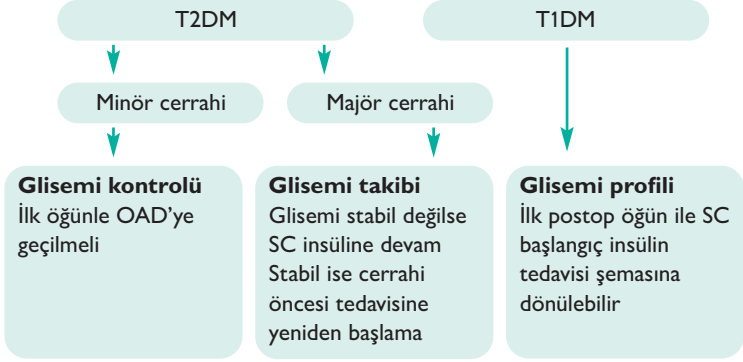 T2DM
T1DM
Minör cerrahi
Majör cerrahi
Glisemi kontrolü
İlk öğünle OAD’ye
geçilmeli
Glisemi takibi
Glisemi stabil değilse
SC insüline devam
Stabil ise cerrahi
öncesi tedavisine
yeniden başlama
Glisemi profili
İlk postop öğün ile SC
başlangıç insülin
tedavisi şemasına
dönülebilir